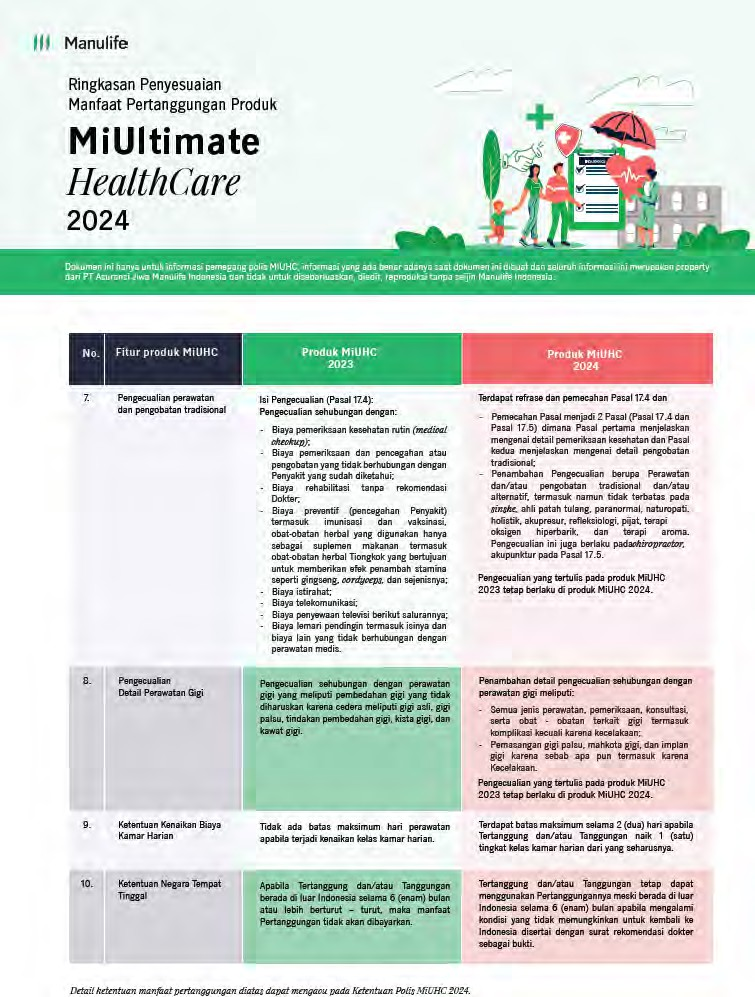 Manulife
Ringkasan Penyesuaian
Manfaat Pertanggungan Produk
MiUltimate
HealthCare
2024
INSURANCE
Dokumen ini hanya untuk informasi pemegang polis MiUHC, informasi yang ada benar adanya saat dokumen ini dibuat dan seluruh informasi ini merupakan property
dari PT Asuransi Jiwa Manulife Indonesia dan tidak untuk disebarluaskan, diedit, reproduksi tanpa seijin Manulife Indonesia.
No.
Fitur produk MiUHC
Produk MiUHC
2023
Produk MiUHC
2024
7.
Pengecualian perawatan
dan pengobatan tradisional
Isi Pengecualian (Pasal 17.4):
Pengecualian sehubungan dengan:
- Biaya pemeriksaan kesehatan rutin (medical
checkup);
- Biaya pemeriksaan dan pencegahan atau
pengobatan yang tidak berhubungan dengan
Penyakit yang sudah diketahui;
- Biaya rehabilitasi tanpa rekomendasi
Dokter;
- Biaya preventif (pencegahan Penyakit)
termasuk imunisasi dan vaksinasi,
obat-obatan herbal yang digunakan hanya
sebagai suplemen makanan termasuk
obat-obatan herbal Tiongkok yang bertujuan
untuk memberikan efek penambah stamina
seperti gingseng, cordyceps, dan sejenisnya;
- Biaya istirahat;
- Biaya telekomunikasi;
- Biaya penyewaan televisi berikut salurannya;
- Biaya lemari pendingin termasuk isinya dan
biaya lain yang tidak berhubungan dengan
perawatan medis.
Terdapat refrase dan pemecahan Pasal 17.4 dan
- Pemecahan Pasal menjadi 2 Pasal (Pasal 17.4 dan
Pasal 17.5) dimana Pasal pertama menjelaskan
mengenai detail pemeriksaan kesehatan dan Pasal
kedua menjelaskan mengenai detail pengobatan
tradisional;
- Penambahan Pengecualian berupa Perawatan
dan/atau pengobatan tradisional dan/atau
alternatif, termasuk namun tidak terbatas pada
singhe, ahli patah tulang, paranormal, naturopati,
holistik, akupresur, refleksiologi, pijat, terapi
oksigen hiperbarik, dan terapi aroma.
Pengecualian ini juga berlaku padachiropractor,
akupunktur pada Pasal 17.5.
Pengecualian yang tertulis pada produk MiUHC
2023 tetap berlaku di produk MiUHC 2024.
8.
Pengecualian
Detail Perawatan Gigi
Pengecualian sehubungan dengan perawatan
gigi yang meliputi pembedahan gigi yang tidak
diharuskan karena cedera meliputi gigi asli, gigi
palsu, tindakan pembedahan gigi, kista gigi, dan
kawat gigi.
Penambahan detail pengecualian sehubungan dengan
perawatan gigi meliputi:
- Semua jenis perawatan, pemeriksaan, konsultasi,
serta obat - obatan terkait gigi termasuk
komplikasi kecuali karena kecelakaan;
- Pemasangan gigi palsu, mahkota gigi, dan implan
gigi karena sebab apa pun termasuk karena
Kecelakaan.
Pengecualian yang tertulis pada produk MiUHC
2023 tetap berlaku di produk MiUHC 2024.
9.
Ketentuan Kenaikan Biaya
Kamar Harian
Tidak ada batas maksimum hari perawatan
apabila terjadi kenaikan kelas kamar harian.
Terdapat batas maksimum selama 2 (dua) hari apabila
Tertanggung dan/atau Tanggungan naik 1 (satu)
tingkat kelas kamar harian dari yang seharusnya.
10.
Ketentuan Negara Tempat
Tinggal
Apabila Tertanggung dan/atau Tanggungan
berada di luar Indonesia selama 6 (enam) bulan
atau lebih berturut – turut, maka manfaat
Pertanggungan tidak akan dibayarkan.
Tertanggung dan/atau Tanggungan tetap dapat
menggunakan Pertanggungannya meski berada di luar
Indonesia selama 6 (enam) bulan apabila mengalami
kondisi yang tidak memungkinkan untuk kembali ke
Indonesia disertai dengan surat rekomendasi dokter
sebagai bukti.
Detail ketentuan manfaat pertanggungan diatas dapat mengacu pada Ketentuan Polis MiUHC 2024.